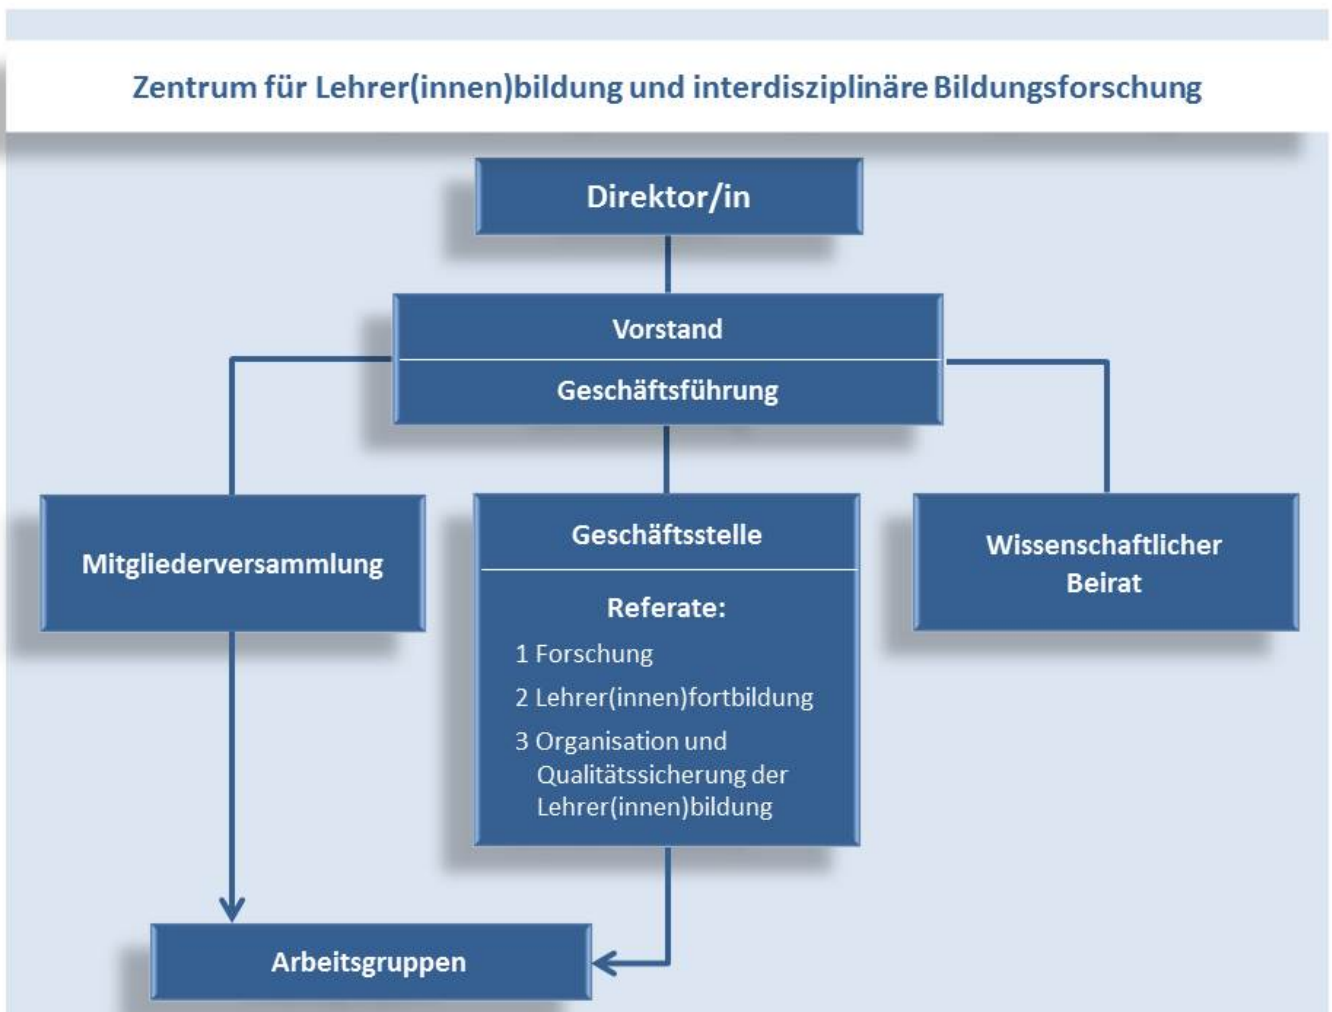 Zentrum für Lehrer(innen)bildung und interdisziplinäre Bildungsforschung
Direktor/in
Vorstand
Geschäftsführung
Mitgliederversammlung
Geschäftsstelle
Referate:
1 Forschung
2 Lehrer(innen)fortbildung
3 Organisation und
Qualitätssicherung der
Lehrer(innen)bildung
Wissenschaftlicher
Beirat
Arbeitsgruppen